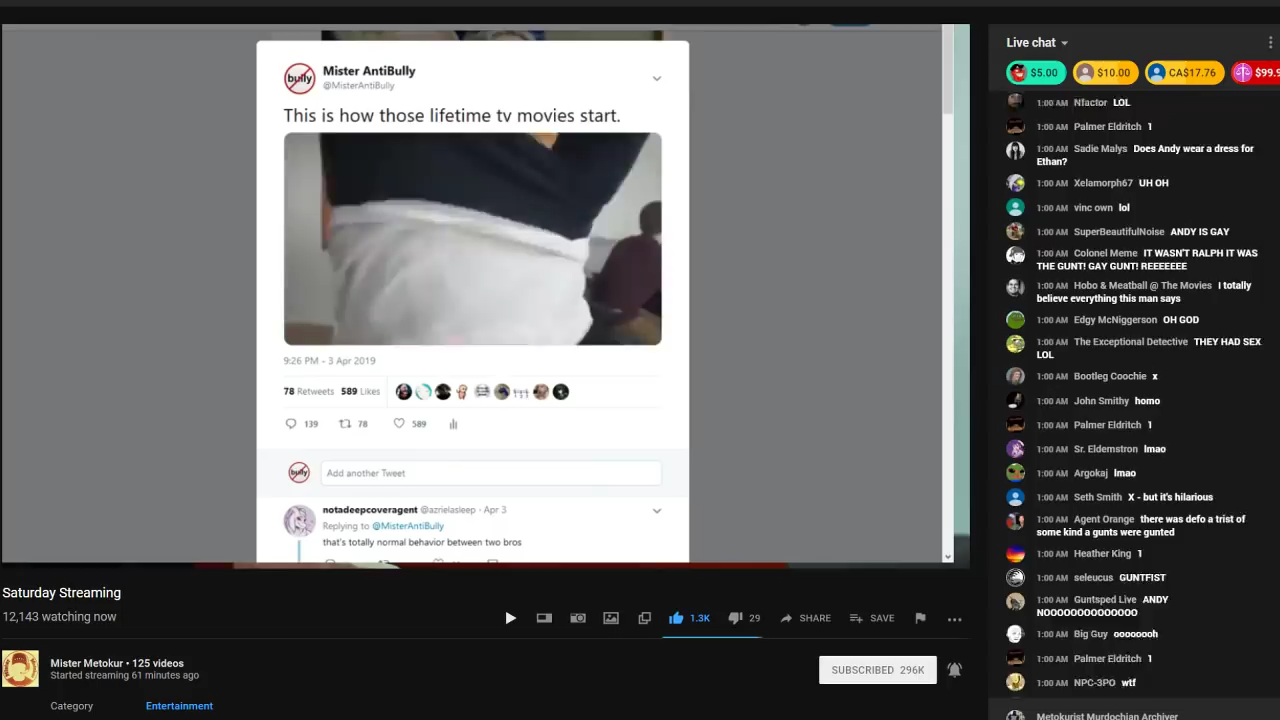 bully
Mister AntiBully
@MisterAntiBully
This is how those lifetime tv movies start.
9:26 PM - 3 Apr 2019
78 Retweets 589 Likes
139 78 589
bully
Add another Tweet
notadeepcoveragent @azrielasleep · Apr 3
Replying to @MisterAntiBully
that's totally normal behavior between two bros
Saturday Streaming
12,143 watching now
1.3K 29 SHARE SAVE
Mister Metokur • 125 videos
Started streaming 61 minutes ago
SUBSCRIBED 296K
Category Entertainment
Live chat
$5.00 $10.00 CA$17.76 $99.9
1:00 AM Nfactor LOL
1:00 AM Palmer Eldritch 1
1:00 AM Sadie Malys Does Andy wear a dress for
Ethan?
1:00 AM Xelamorph67 UH OH
1:00 AM vinc own lol
1:00 AM SuperBeautifulNoise ANDY IS GAY
1:00 AM Colonel Meme IT WASN'T RALPH IT WAS
THE GUNT! GAY GUNT! REEEEEE
1:00 AM Hobo & Meatball @ The Movies I totally
believe everything this man says
1:00 AM Edgy McNiggerson OH GOD
1:00 AM The Exceptional Detective THEY HAD SEX
LOL
1:00 AM Bootleg Coochie x
1:00 AM John Smithy homo
1:00 AM Palmer Eldritch 1
1:00 AM Sr. Eldemstron lmao
1:00 AM Argokaj lmao
1:00 AM Seth Smith X - but it's hilarious
1:00 AM Agent Orange there was defo a trist of
some kind a gunts were gunted
1:00 AM Heather King 1
1:00 AM seleucus GUNTFIST
1:00 AM Guntsped Live ANDY
NOOOOOOOOOOOOOO
1:00 AM Big Guy ooooooooh
1:00 AM Palmer Eldritch 1
1:00 AM NPC-3PO wtf
Metokurist Murdochian Archiver